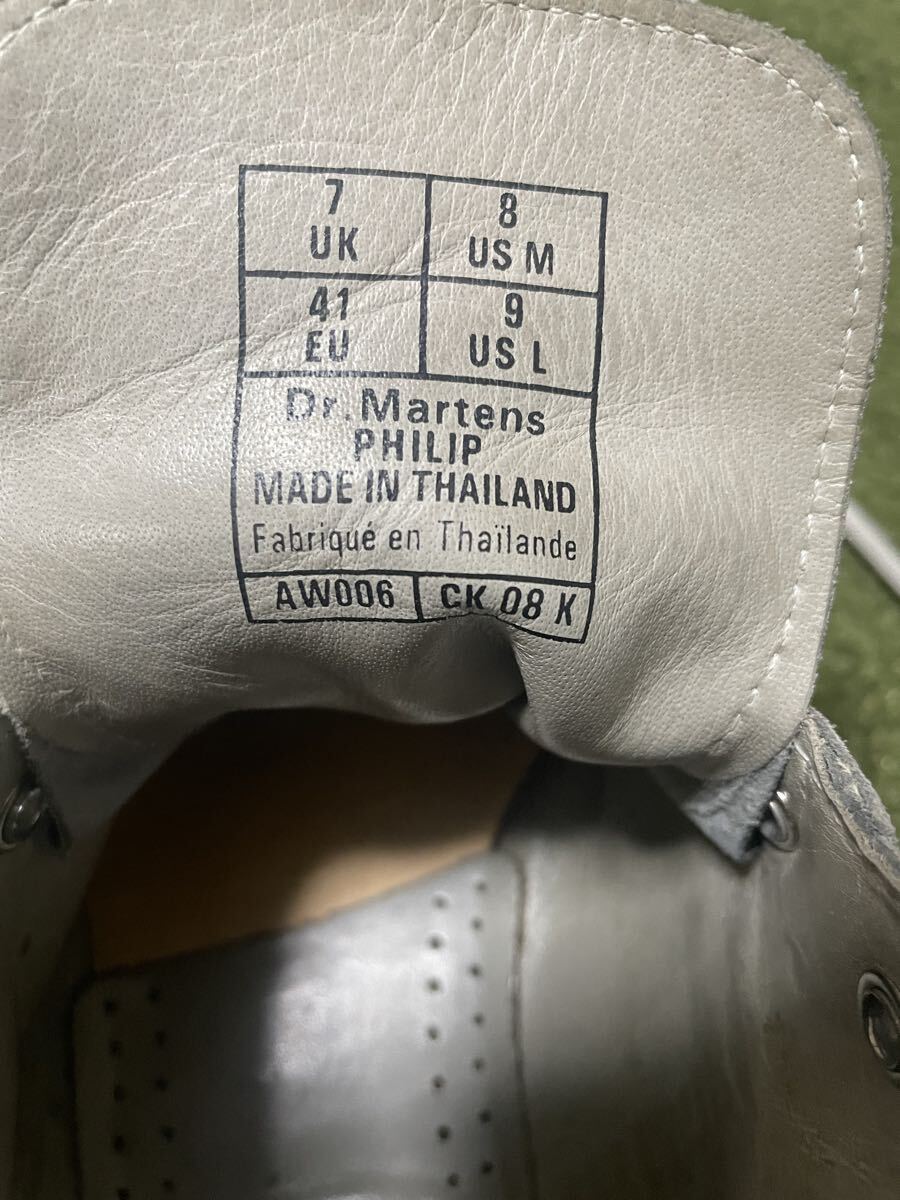 7
UK
8
US M
41
EU
9
US L
Dr. Martens
PHILIP
MADE IN THAILAND
Fabriqué en Thaïlande
AW006
CK 08 K